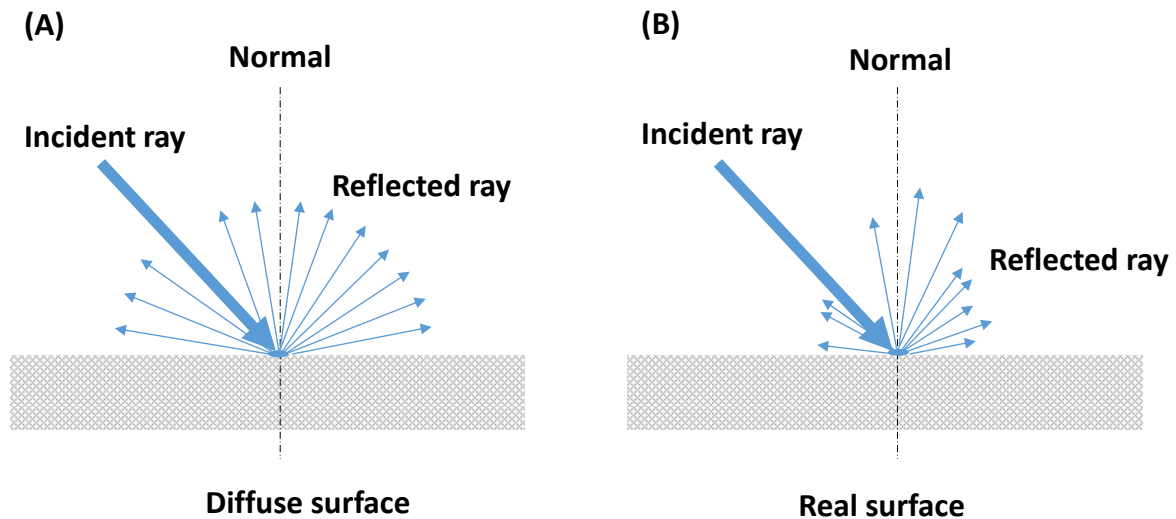 (A)
Normal
Incident ray
Reflected ray
Diffuse surface
(B)
Normal
Incident ray
Reflected ray
Real surface